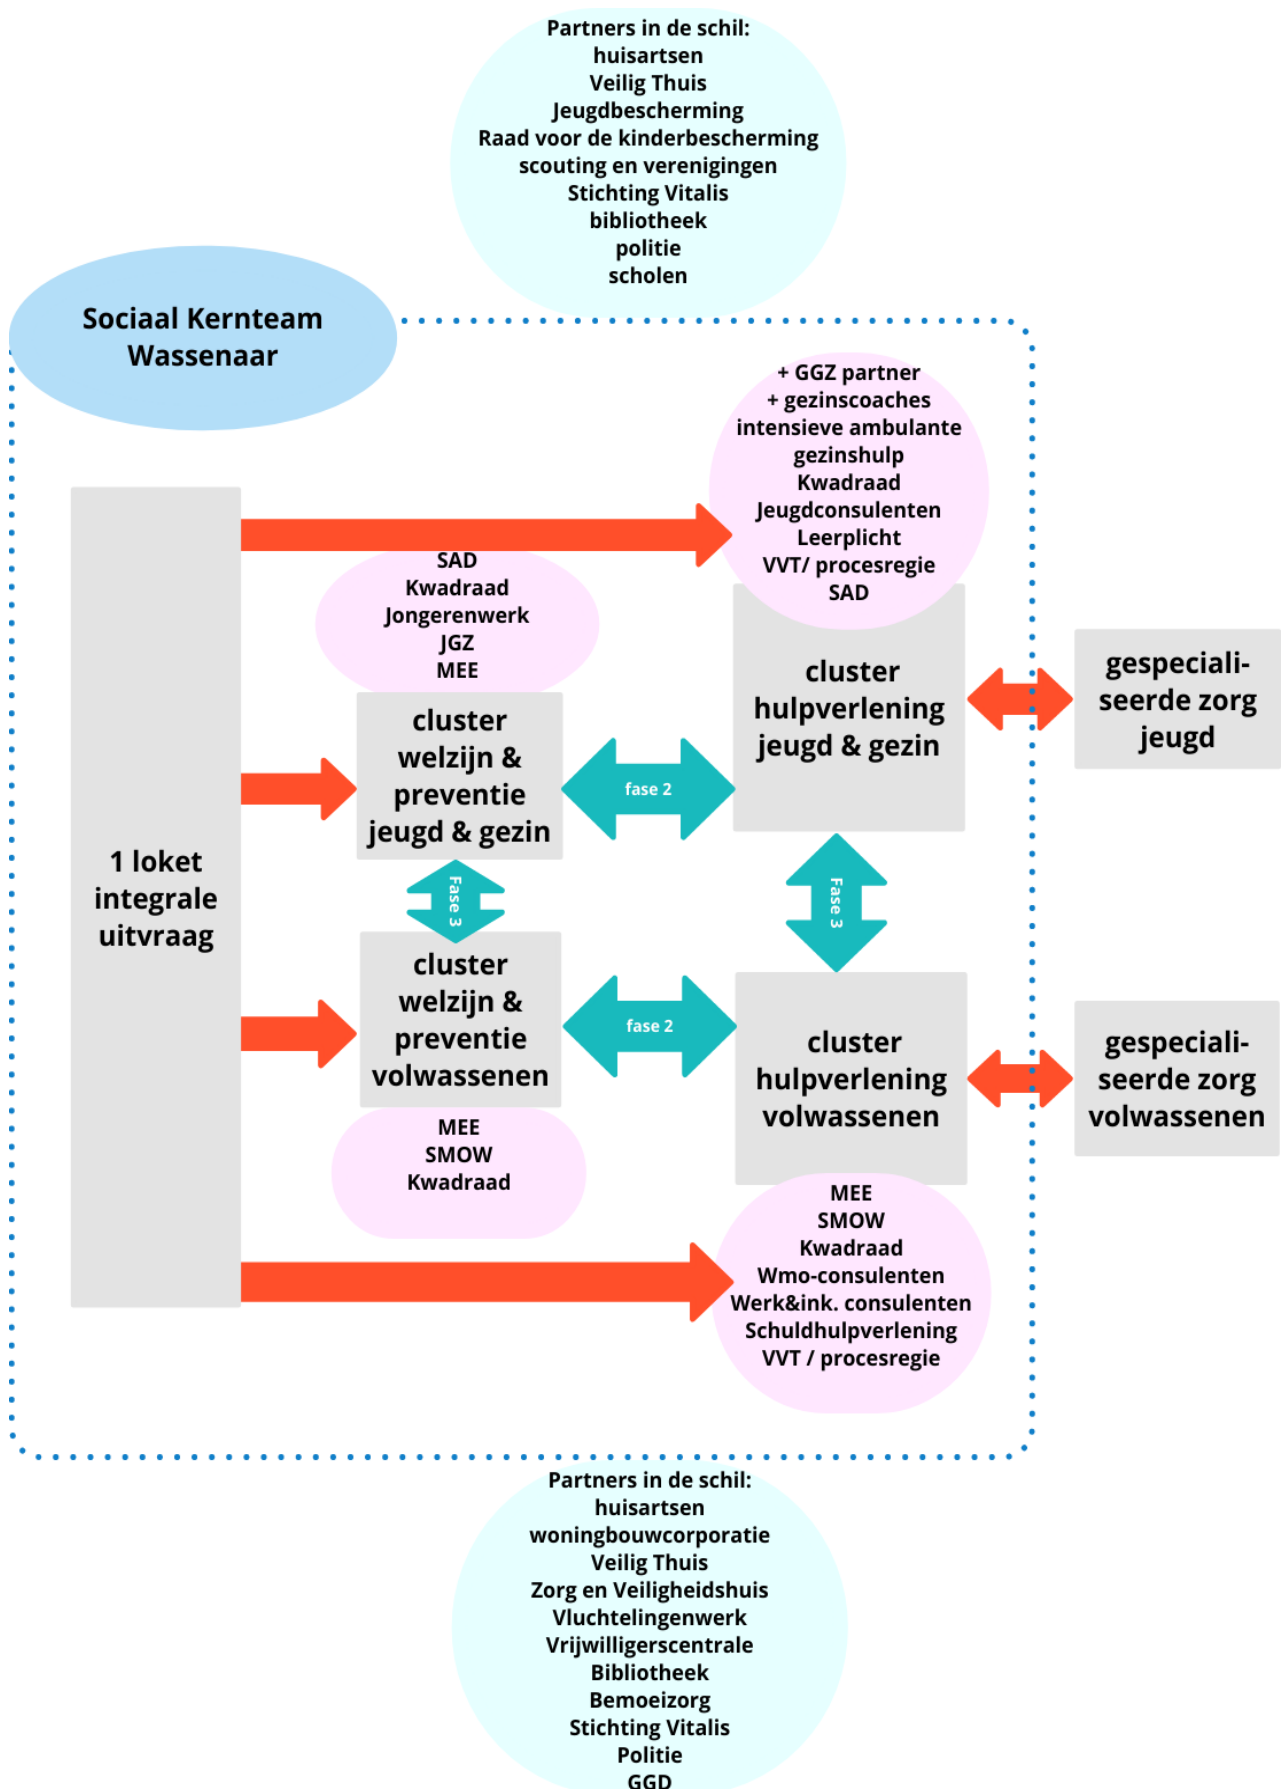 Partners in de schil:
huisartsen
Veilig Thuis
Jeugdbescherming
Raad voor de kinderbescherming
scouting en verenigingen
Stichting Vitalis
bibliotheek
politie
scholen
Sociaal Kernteam
Wassenaar
+ GGZ partner
+ gezinscoaches
intensieve ambulante
gezinshulp
Kwadraad
Jeugdconsulenten
Leerplicht
VVT/ procesregie
SAD
SAD
Kwadraad
Jongerenwerk
JGZ
MEE
cluster
hulpverlening
jeugd & gezin
gespeciali-
seerde zorg
jeugd
cluster
welzijn &
preventie
jeugd & gezin
fase 2
1 loket
integrale
uitvraag
Fase 3
Fase 3
cluster
welzijn &
preventie
volwassenen
fase 2
cluster
hulpverlening
volwassenen
gespeciali-
seerde zorg
volwassenen
MEE
SMOW
Kwadraad
MEE
SMOW
Kwadraad
Wmo-consulenten
Werk&ink. consulenten
Schuldhulpverlening
VVT / procesregie
Partners in de schil:
huisartsen
woningbouwcorporatie
Veilig Thuis
Zorg en Veiligheidshuis
Vluchtelingenwerk
Vrijwilligerscentrale
Bibliotheek
Bemoeizorg
Stichting Vitalis
Politie
GGD